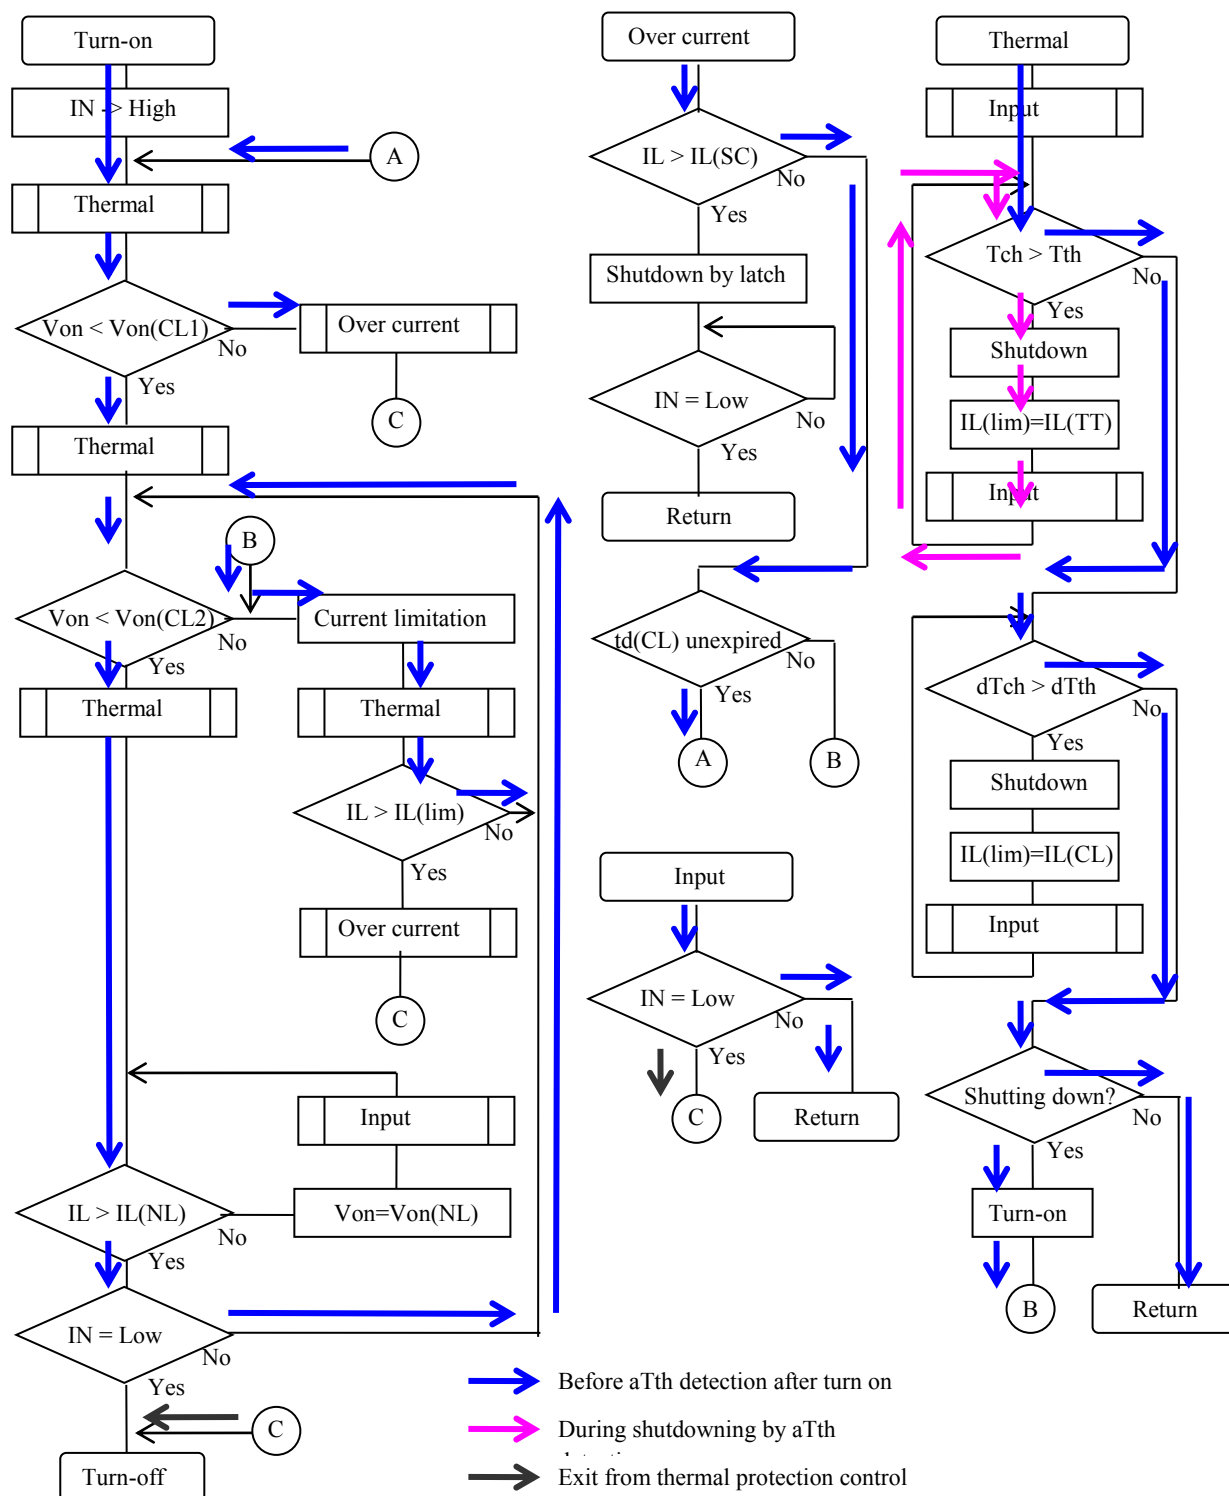 Turn-on
IN -> High
A
Thermal
Von < Von(CL1)
No
Yes
Over current
C
Thermal
B
Von < Von(CL2)
No
Yes
Current limitation
Thermal
Thermal
IL > IL(lim)
No
Yes
Over current
C
Input
Von=Von(NL)
IL > IL(NL)
No
Yes
IN = Low
No
Yes
C
Turn-off
Over current
IL > IL(SC)
No
Yes
Shutdown by latch
IN = Low
No
Yes
Return
td(CL) unexpired
No
Yes
A
B
Input
IN = Low
No
Yes
C
Return
Thermal
Input
Tch > Tth
No
Yes
Shutdown
IL(lim)=IL(TT)
Input
dTch > dTth
No
Yes
Shutdown
IL(lim)=IL(CL)
Input
Shutting down?
No
Yes
Turn-on
B
Return
Before aTth detection after turn on
During shutdowning by aTth
Exit from thermal protection control